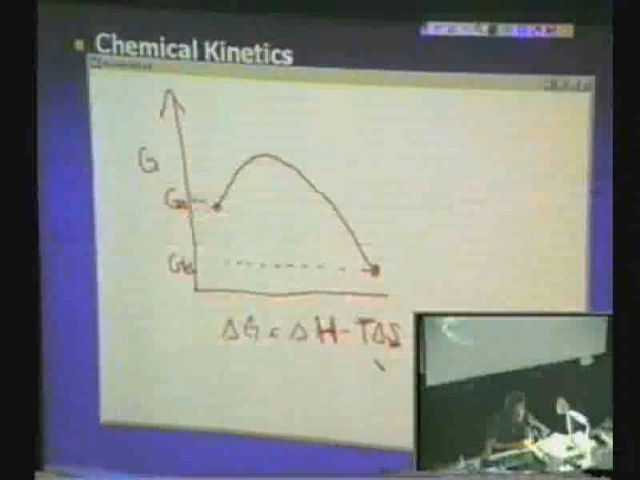 Chemical Kinetics
G
ΔG = ΔH - TΔS